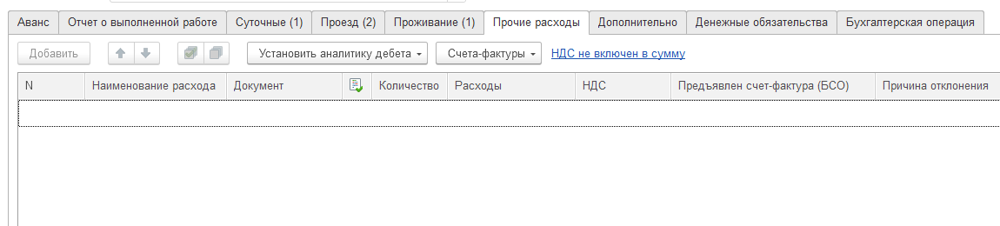 Аванс Отчет о выполненной работе Суточные (1) Проезд (2) Проживание (1) Прочие расходы Дополнительно Денежные обязательства Бухгалтерская операция
Добавить Установить аналитику дебета Счета-фактуры НДС не включен в сумму
N Наименование расхода Документ Количество Расходы НДС Предъявлен счет-фактура (БСО) Причина отклонения